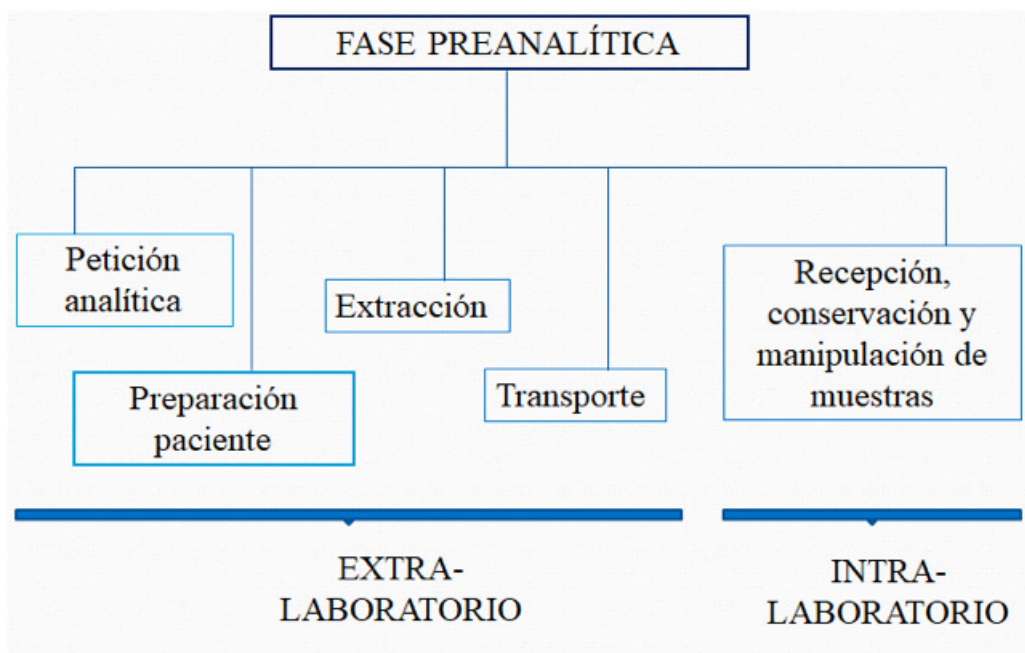 FASE PREANALÍTICA
Petición
analítica
Preparación
paciente
Extracción
Transporte
Recepción,
conservación y
manipulación de
muestras
EXTRA-
LABORATORIO
INTRA-
LABORATORIO